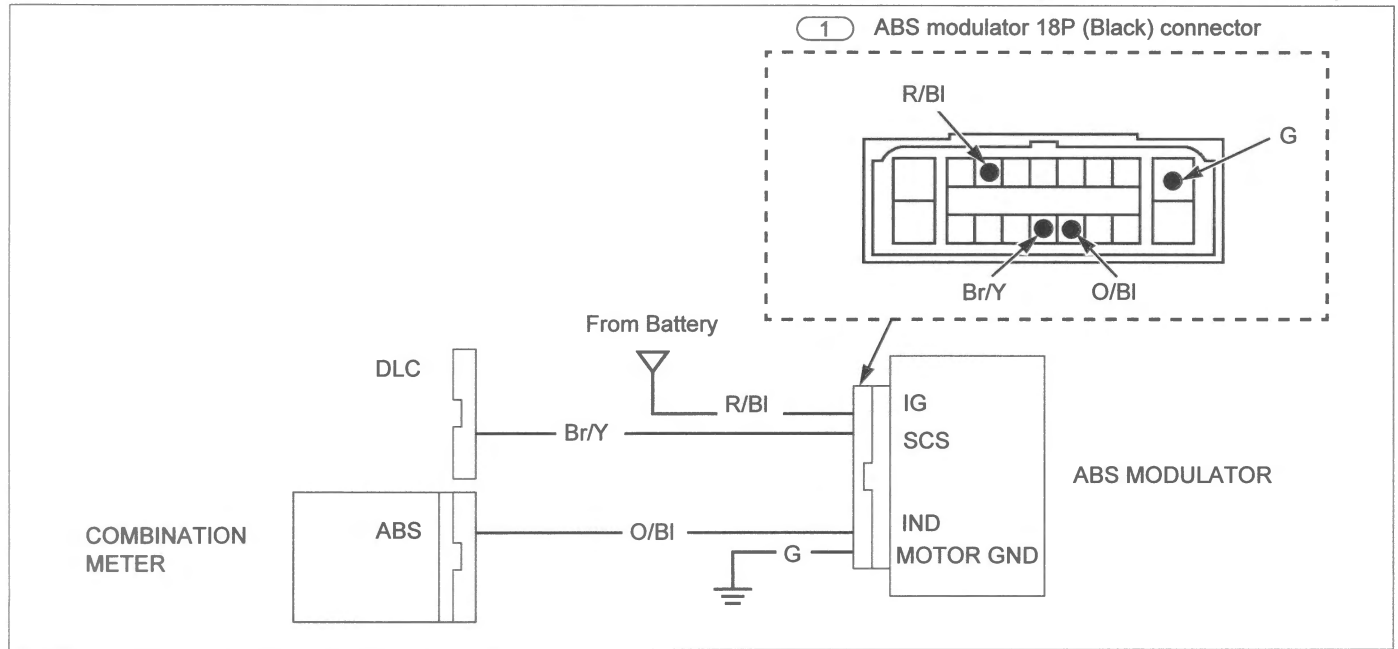 1 ABS modulator 18P (Black) connector
R/Bl
G
Br/Y O/Bl
From Battery
DLC
R/Bl
IG
Br/Y
SCS
ABS MODULATOR
COMBINATION
METER
ABS
O/Bl
IND
G
MOTOR GND